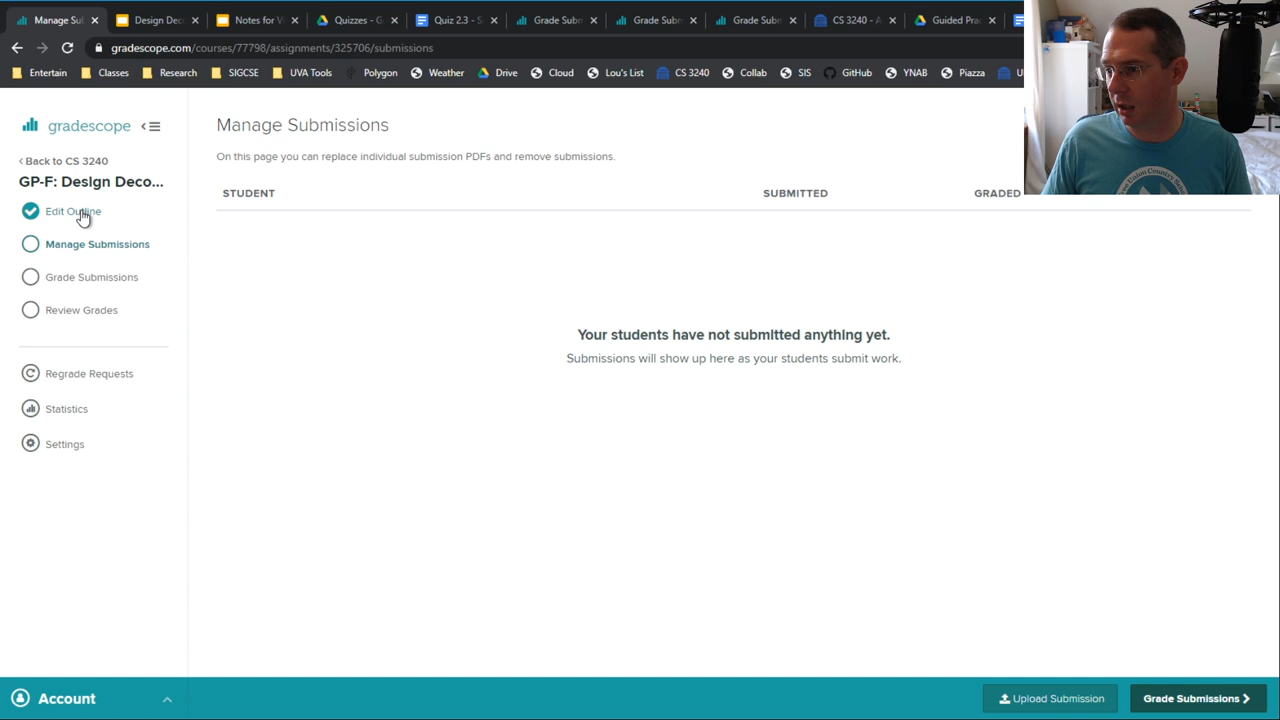 Manage Su
Design Deco
Notes for Vi
Quizzes - G
Quiz 2.3 - S
Grade Subm
Grade Subm
Grade Subm
CS 3240 - A
Guided Prac
gradescope.com/courses/77798/assignments/325706/submissions
Entertain
Classes
Research
SIGCSE
UVA Tools
Polygon
Weather
Drive
Cloud
Lou's List
CS 3240
Collab
SIS
GitHub
YNAB
Piazza
gradescope
Back to CS 3240
GP-F: Design Deco...
Edit Outline
Manage Submissions
Grade Submissions
Review Grades
Regrade Requests
Statistics
Settings
Account
Manage Submissions
On this page you can replace individual submission PDFs and remove submissions.
STUDENT
SUBMITTED
GRADED
Your students have not submitted anything yet.
Submissions will show up here as your students submit work.
Upload Submission
Grade Submissions